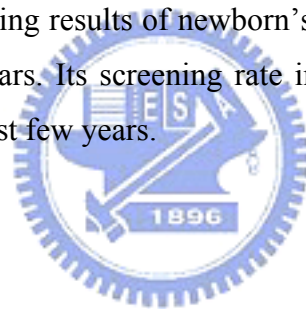 ing results of newborn's
ars. Its screening rate in
st few years.
E S A
1896